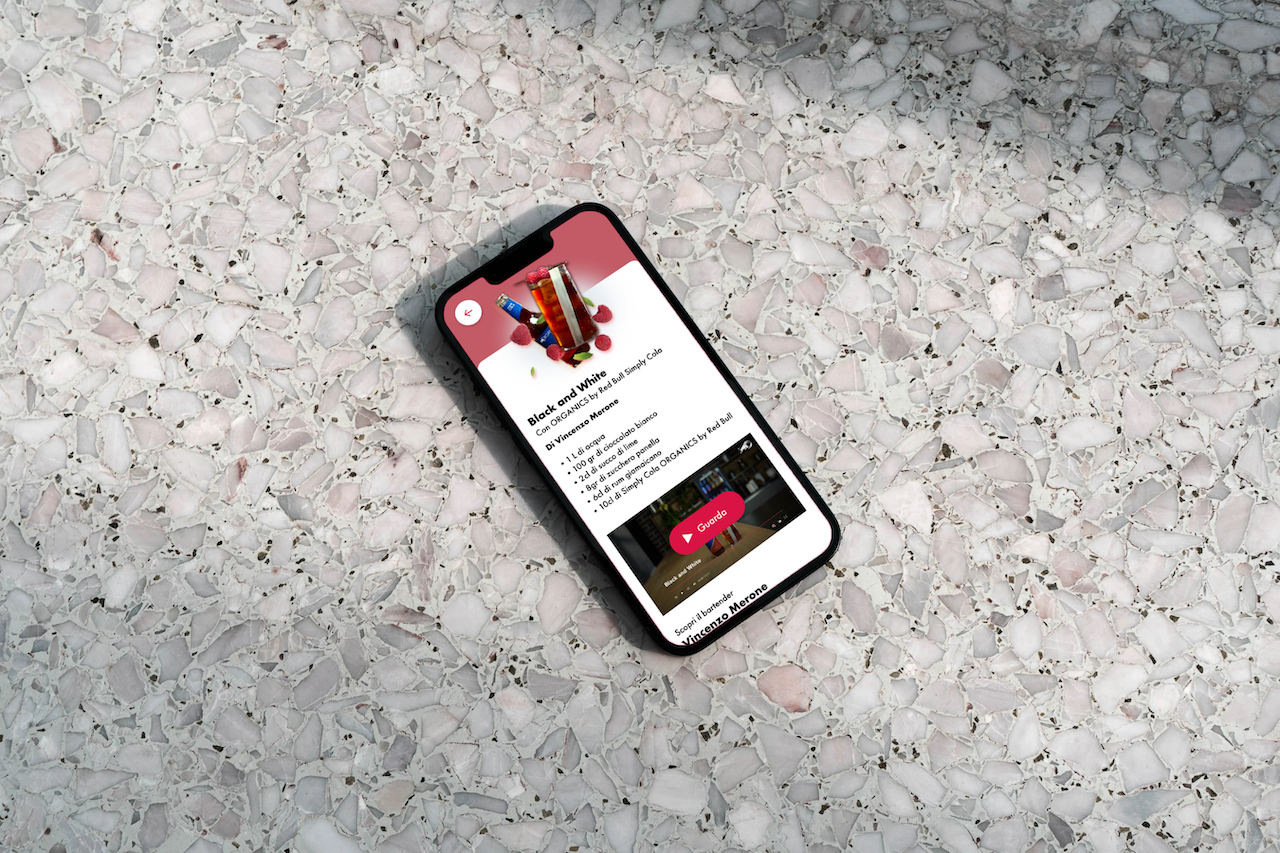 Black and White
Con ORGANICS by Red Bull Simply Cola
Di Vincenzo Merone
• 1 L di acqua
• 100 gr di cioccolato bianco
• 2cl di succo di lime
• 8gr di zucchero panella
• 6cl di rum giamaicano
• 10cl di Simply Cola ORGANICS by Red Bull
Guarda
Black and White
Scopri il bartender
Vincenzo Merone